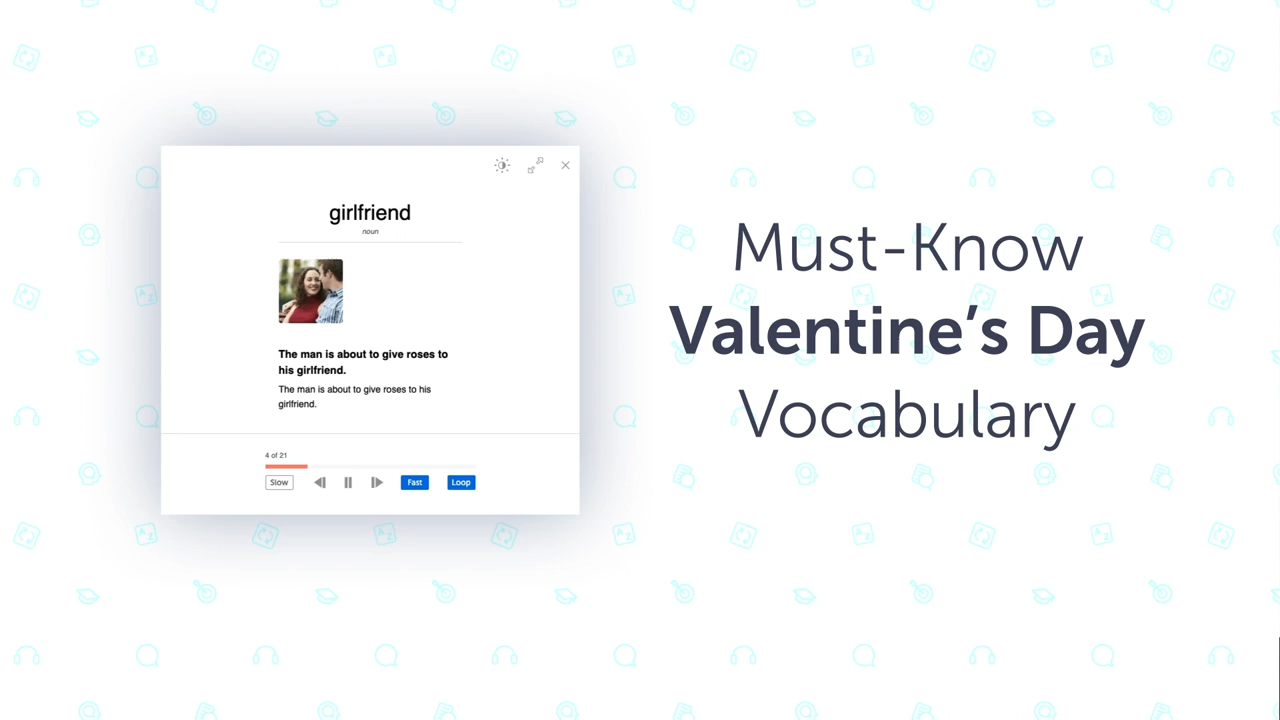 girlfriend
noun
The man is about to give roses to
his girlfriend.
The man is about to give roses to his
girlfriend.
4 of 21
Slow
Fast
Loop
Must-Know
Valentine’s Day
Vocabulary